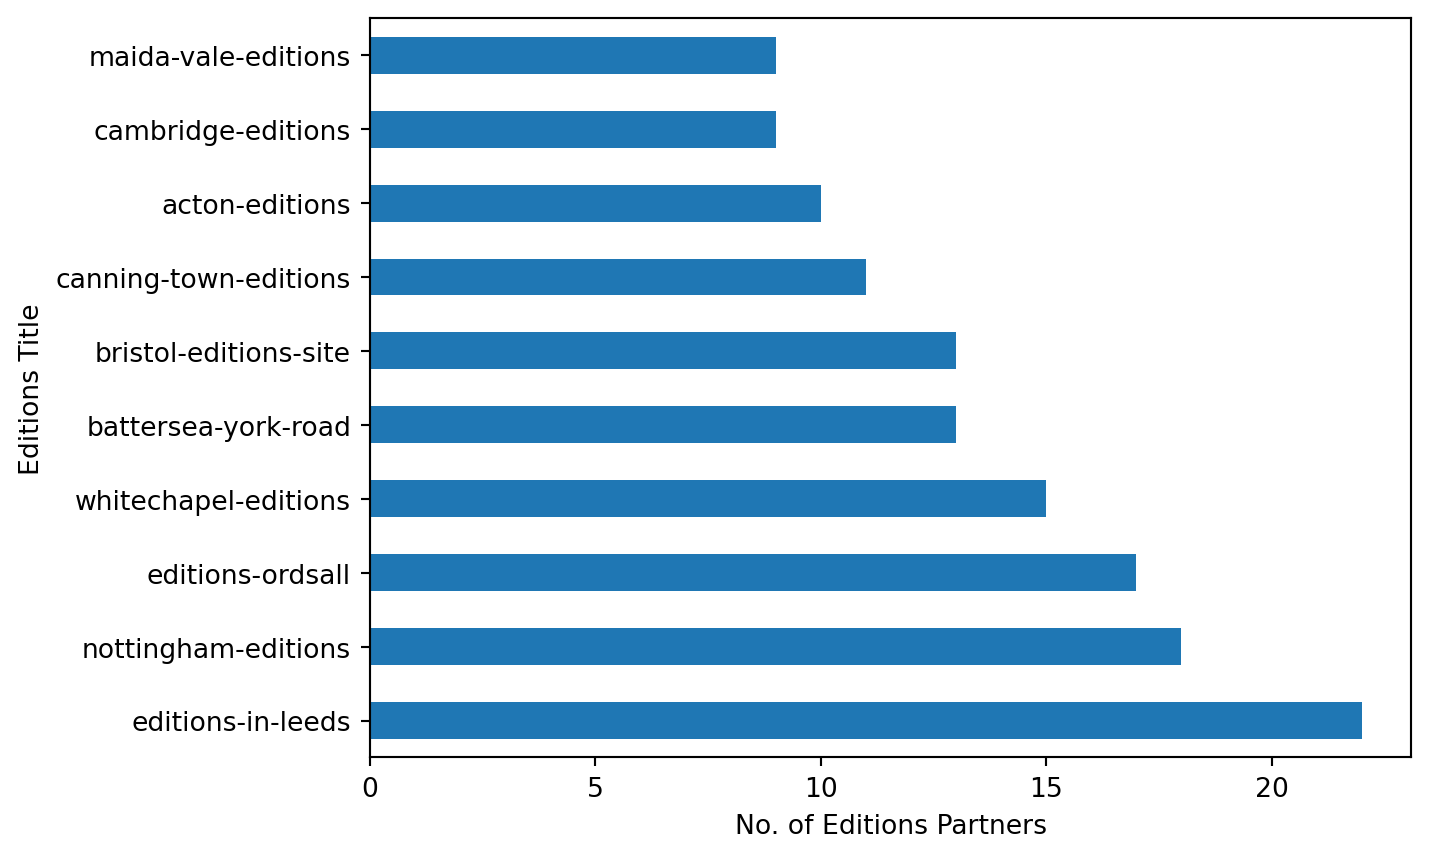 maida-vale-editions
cambridge-editions
acton-editions
canning-town-editions
bristol-editions-site
battersea-york-road
whitechapel-editions
editions-ordsall
nottingham-editions
editions-in-leeds
Editions Title
0 5 10 15 20
No. of Editions Partners